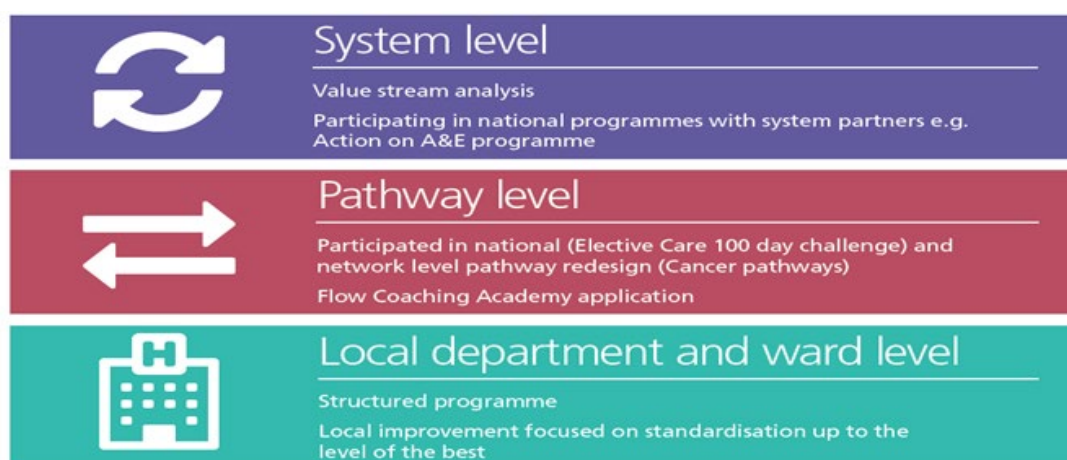 System level
Value stream analysis
Participating in national programmes with system partners e.g.
Action on A&E programme
Pathway level
Participated in national (Elective Care 100 day challenge) and
network level pathway redesign (Cancer pathways)
Flow Coaching Academy application
H
Local department and ward level
Structured programme
Local improvement focused on standardisation up to the
level of the best